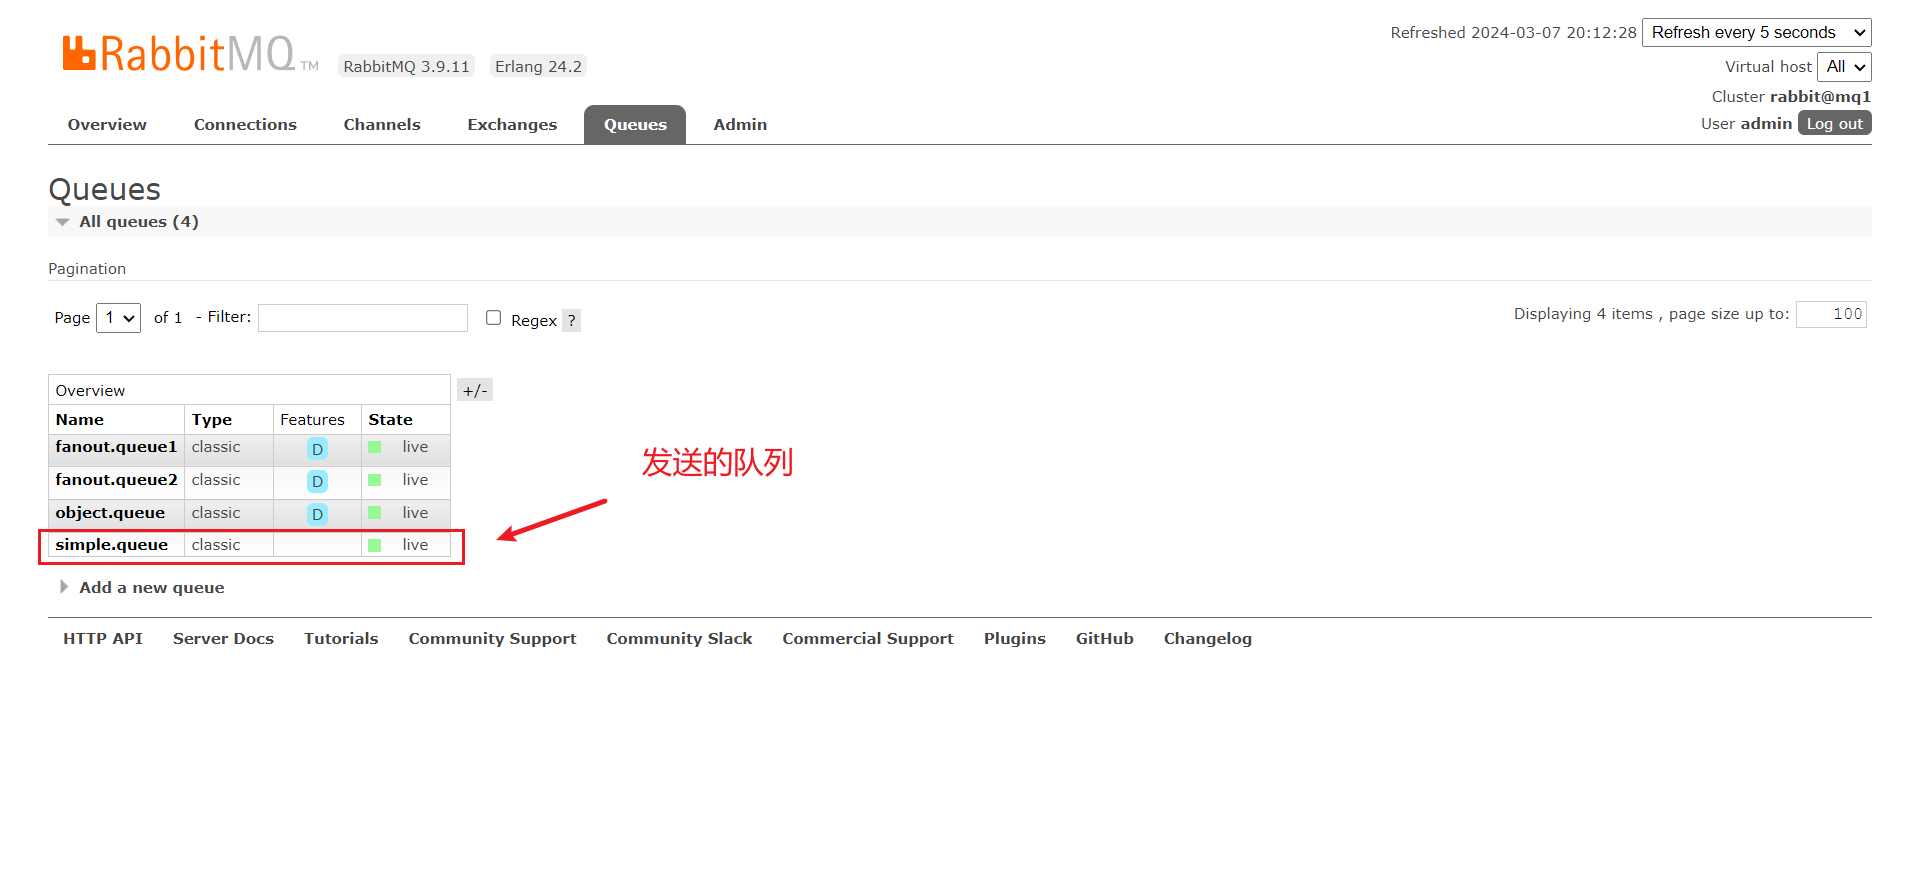 RabbitMQ TM RabbitMQ 3.9.11 Erlang 24.2
Refreshed 2024-03-07 20:12:28 Refresh every 5 seconds
Virtual host All
Cluster rabbit@mq1
User admin Log out
Overview Connections Channels Exchanges Queues Admin
Queues
All queues (4)
Pagination
Page 1 of 1 - Filter: Regex ?
Displaying 4 items , page size up to: 100
Overview +/-
Name Type Features State
fanout.queue1 classic D live
fanout.queue2 classic D live
object.queue classic D live
simple.queue classic live
发送的队列
Add a new queue
HTTP API Server Docs Tutorials Community Support Community Slack Commercial Support Plugins GitHub Changelog